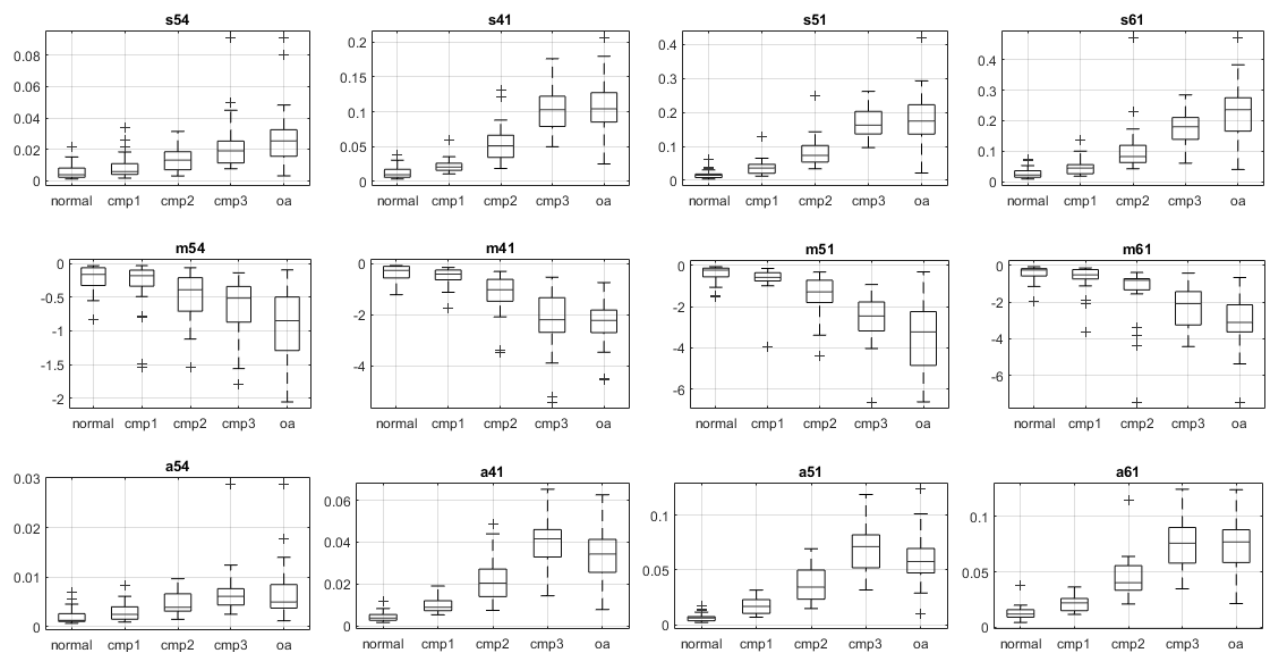 s54
0.08
0.06
0.04
0.02
0
normal cmp1 cmp2 cmp3 oa
s41
0.2
0.15
0.1
0.05
0
normal cmp1 cmp2 cmp3 oa
s51
0.4
0.3
0.2
0.1
0
normal cmp1 cmp2 cmp3 oa
s61
0.4
0.3
0.2
0.1
0
normal cmp1 cmp2 cmp3 oa
m54
0
-0.5
-1
-1.5
-2
normal cmp1 cmp2 cmp3 oa
m41
0
-2
-4
normal cmp1 cmp2 cmp3 oa
m51
0
-2
-4
-6
normal cmp1 cmp2 cmp3 oa
m61
0
-2
-4
-6
normal cmp1 cmp2 cmp3 oa
a54
0.03
0.02
0.01
0
normal cmp1 cmp2 cmp3 oa
a41
0.06
0.04
0.02
0
normal cmp1 cmp2 cmp3 oa
a51
0.1
0.05
0
normal cmp1 cmp2 cmp3 oa
a61
0.1
0.05
0
normal cmp1 cmp2 cmp3 oa